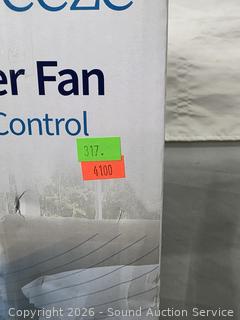 eeze
er Fan
Control
317.
4100
Copyright © 2026 - Sound Auction Service